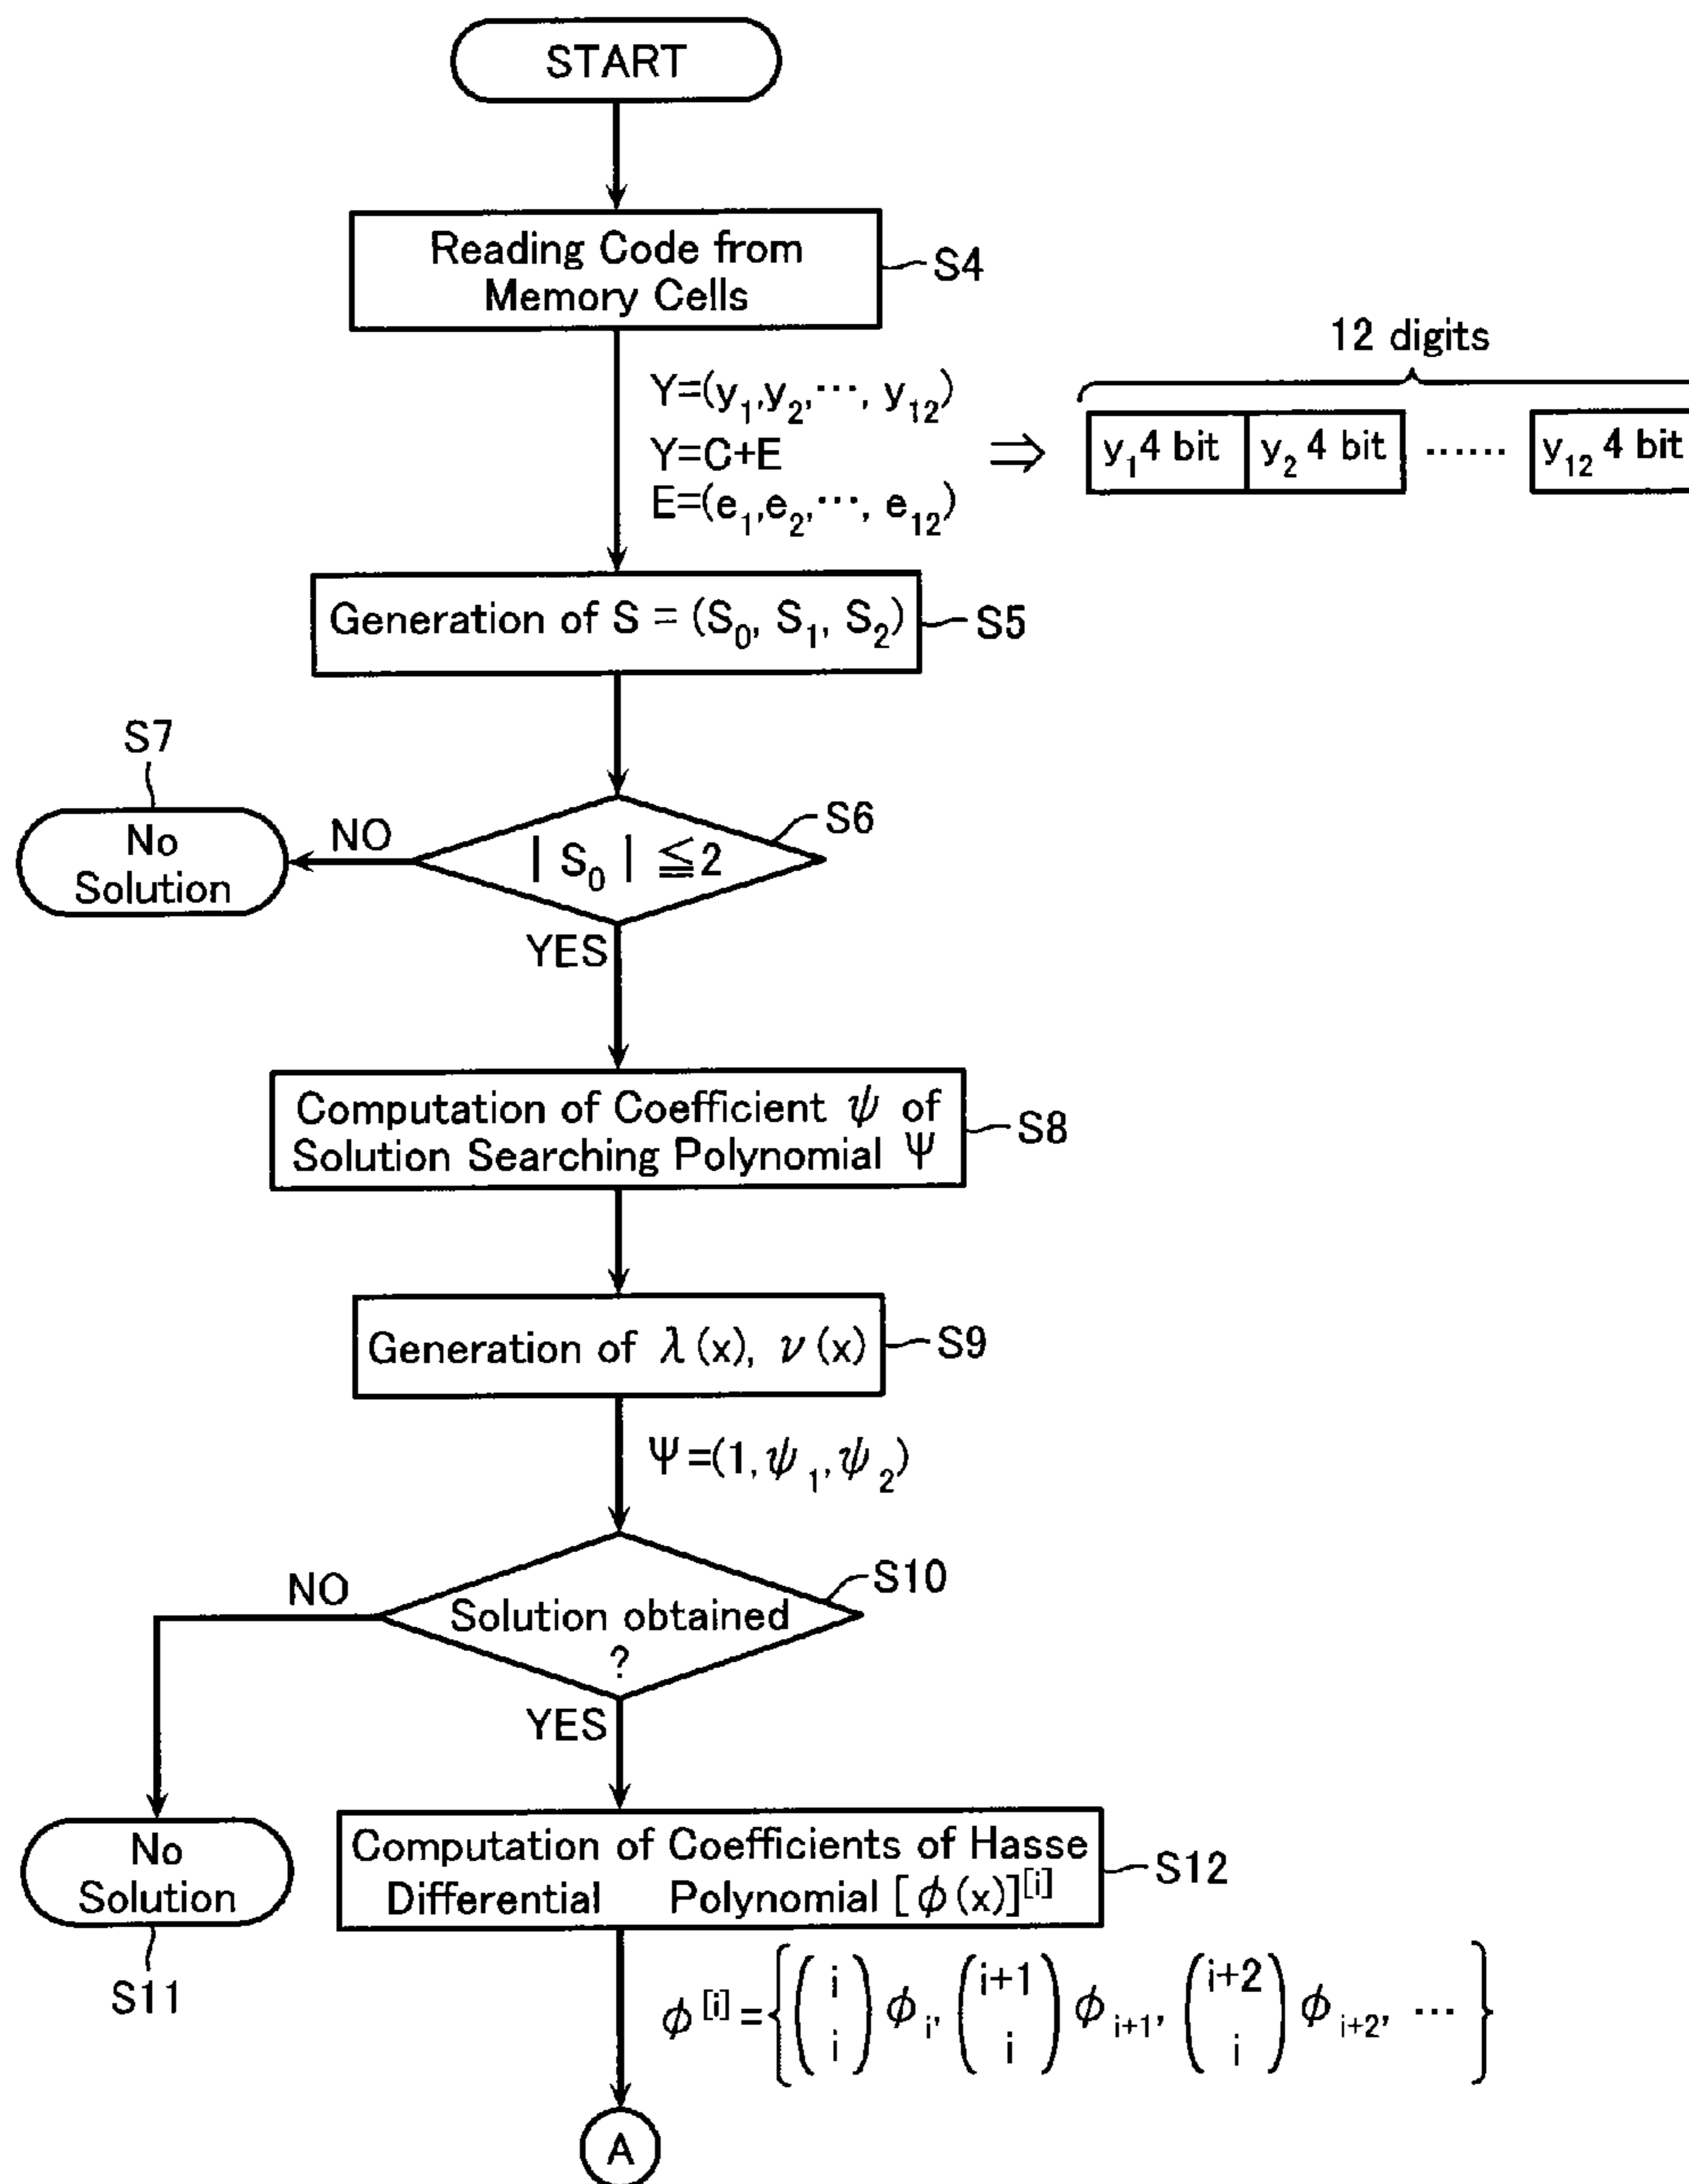 START
Reading Code from
Memory Cells
S4
Y=(y₁,y₂,⋯, y₁₂)
Y=C+E
E=(e₁,e₂,⋯, e₁₂)
⇒
12 digits
y₁ 4 bit
y₂ 4 bit
⋯⋯
y₁₂ 4 bit
Generation of S = (S₀, S₁, S₂)
S5
S7
No
Solution
NO
| S₀ | ≦2
S6
YES
Computation of Coefficient ψ of
Solution Searching Polynomial Ψ
S8
Generation of λ(x), ν(x)
S9
Ψ=(1, ψ₁, ψ₂)
NO
Solution obtained
?
S10
YES
No
Solution
S11
Computation of Coefficients of Hasse
Differential Polynomial [ϕ(x)]^[i]
S12
ϕ^[i]={(i i)ϕ_i, (i+1 i)ϕ_{i+1}, (i+2 i)ϕ_{i+2}, ⋯}
A